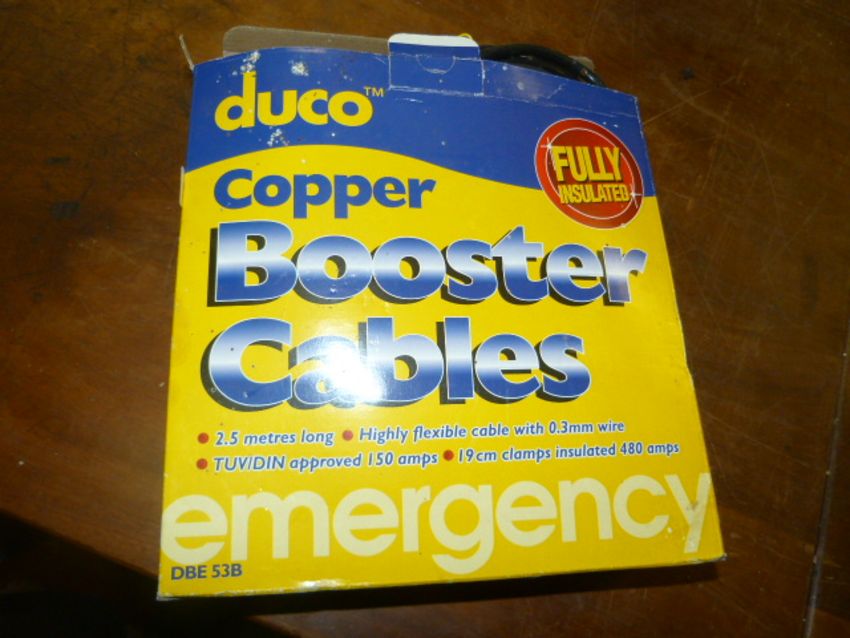 duco™
FULLY
INSULATED
Copper
Booster
Cables
• 2.5 metres long • Highly flexible cable with 0.3mm wire
• TUV/DIN approved 150 amps • 19cm clamps insulated 480 amps
emergency
DBE 53B